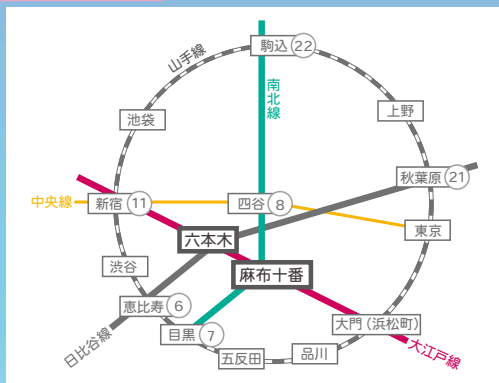 駒込 22
山手線
南北線
池袋
上野
秋葉原 21
中央線
新宿 11
四谷 8
東京
六本木
渋谷
麻布十番
恵比寿 6
目黒 7
大門(浜松町)
日比谷線
五反田
品川
大江戸線